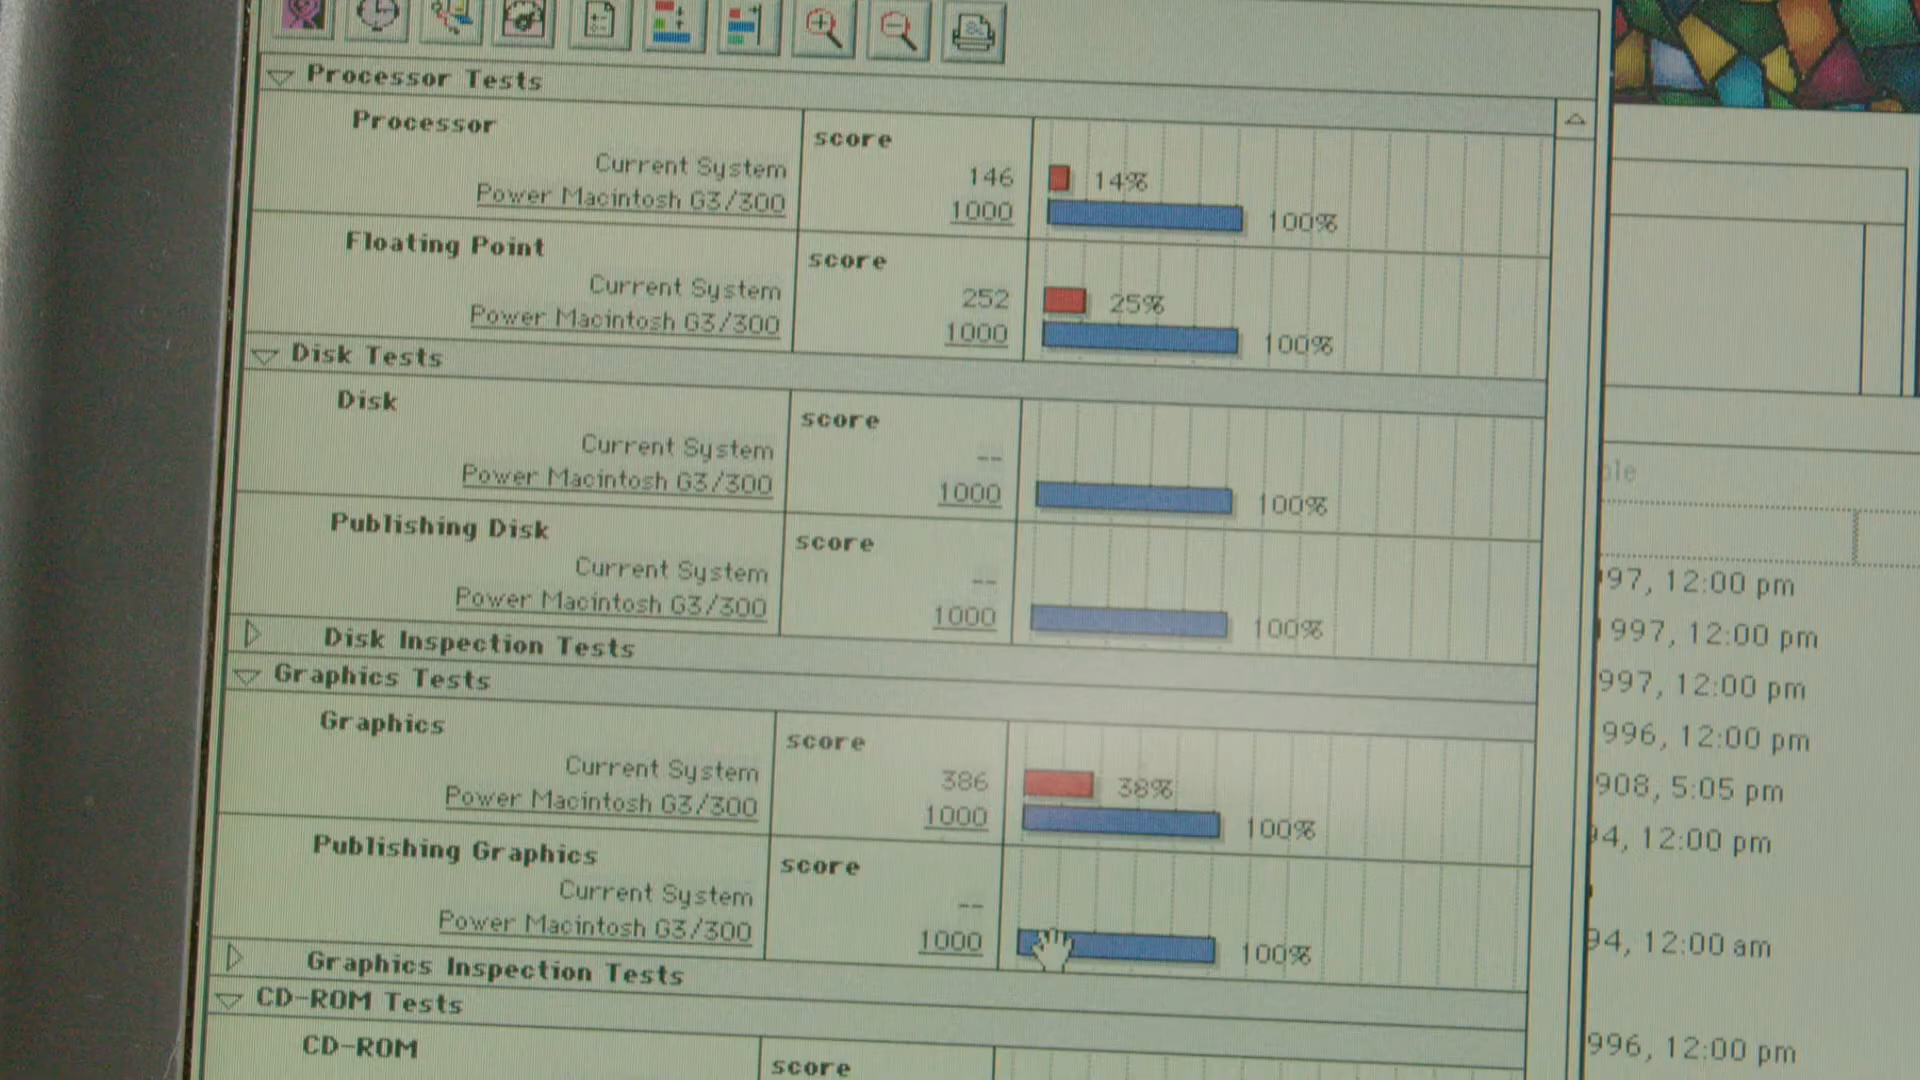 Processor Tests
Processor
score
Current System
146
14%
Power Macintosh G3/300
1000
100%
Floating Point
score
Current System
252
25%
Power Macintosh G3/300
1000
100%
Disk Tests
Disk
score
Current System
--
Power Macintosh G3/300
1000
100%
Publishing Disk
score
Current System
--
Power Macintosh G3/300
1000
100%
Disk Inspection Tests
Graphics Tests
Graphics
score
Current System
386
38%
Power Macintosh G3/300
1000
100%
Publishing Graphics
score
Current System
--
Power Macintosh G3/300
1000
100%
Graphics Inspection Tests
CD-ROM Tests
CD-ROM
score
97, 12:00 pm
997, 12:00 pm
997, 12:00 pm
996, 12:00 pm
908, 5:05 pm
94, 12:00 pm
94, 12:00 am
996, 12:00 pm